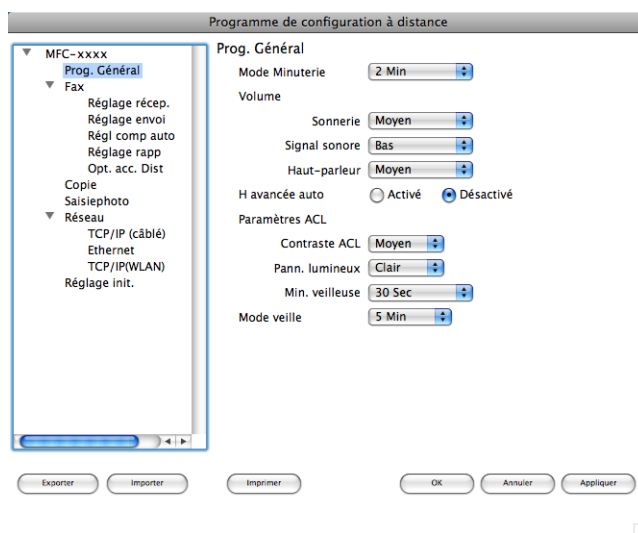 Programme de configuration à distance
MFC-xxxx
Prog. Général
Fax
Réglage récep.
Réglage envoi
Régl comp auto
Réglage rapp
Opt. acc. Dist
Copie
Saisiephoto
Réseau
TCP/IP (câblé)
Ethernet
TCP/IP(WLAN)
Réglage init.
Prog. Général
Mode Minuterie 2 Min
Volume
Sonnerie Moyen
Signal sonore Bas
Haut-parleur Moyen
H avancée auto Activé Désactivé
Paramètres ACL
Contraste ACL Moyen
Pann. lumineux Clair
Min. veilleuse 30 Sec
Mode veille 5 Min
Exporter Importer Imprimer OK Annuler Appliquer